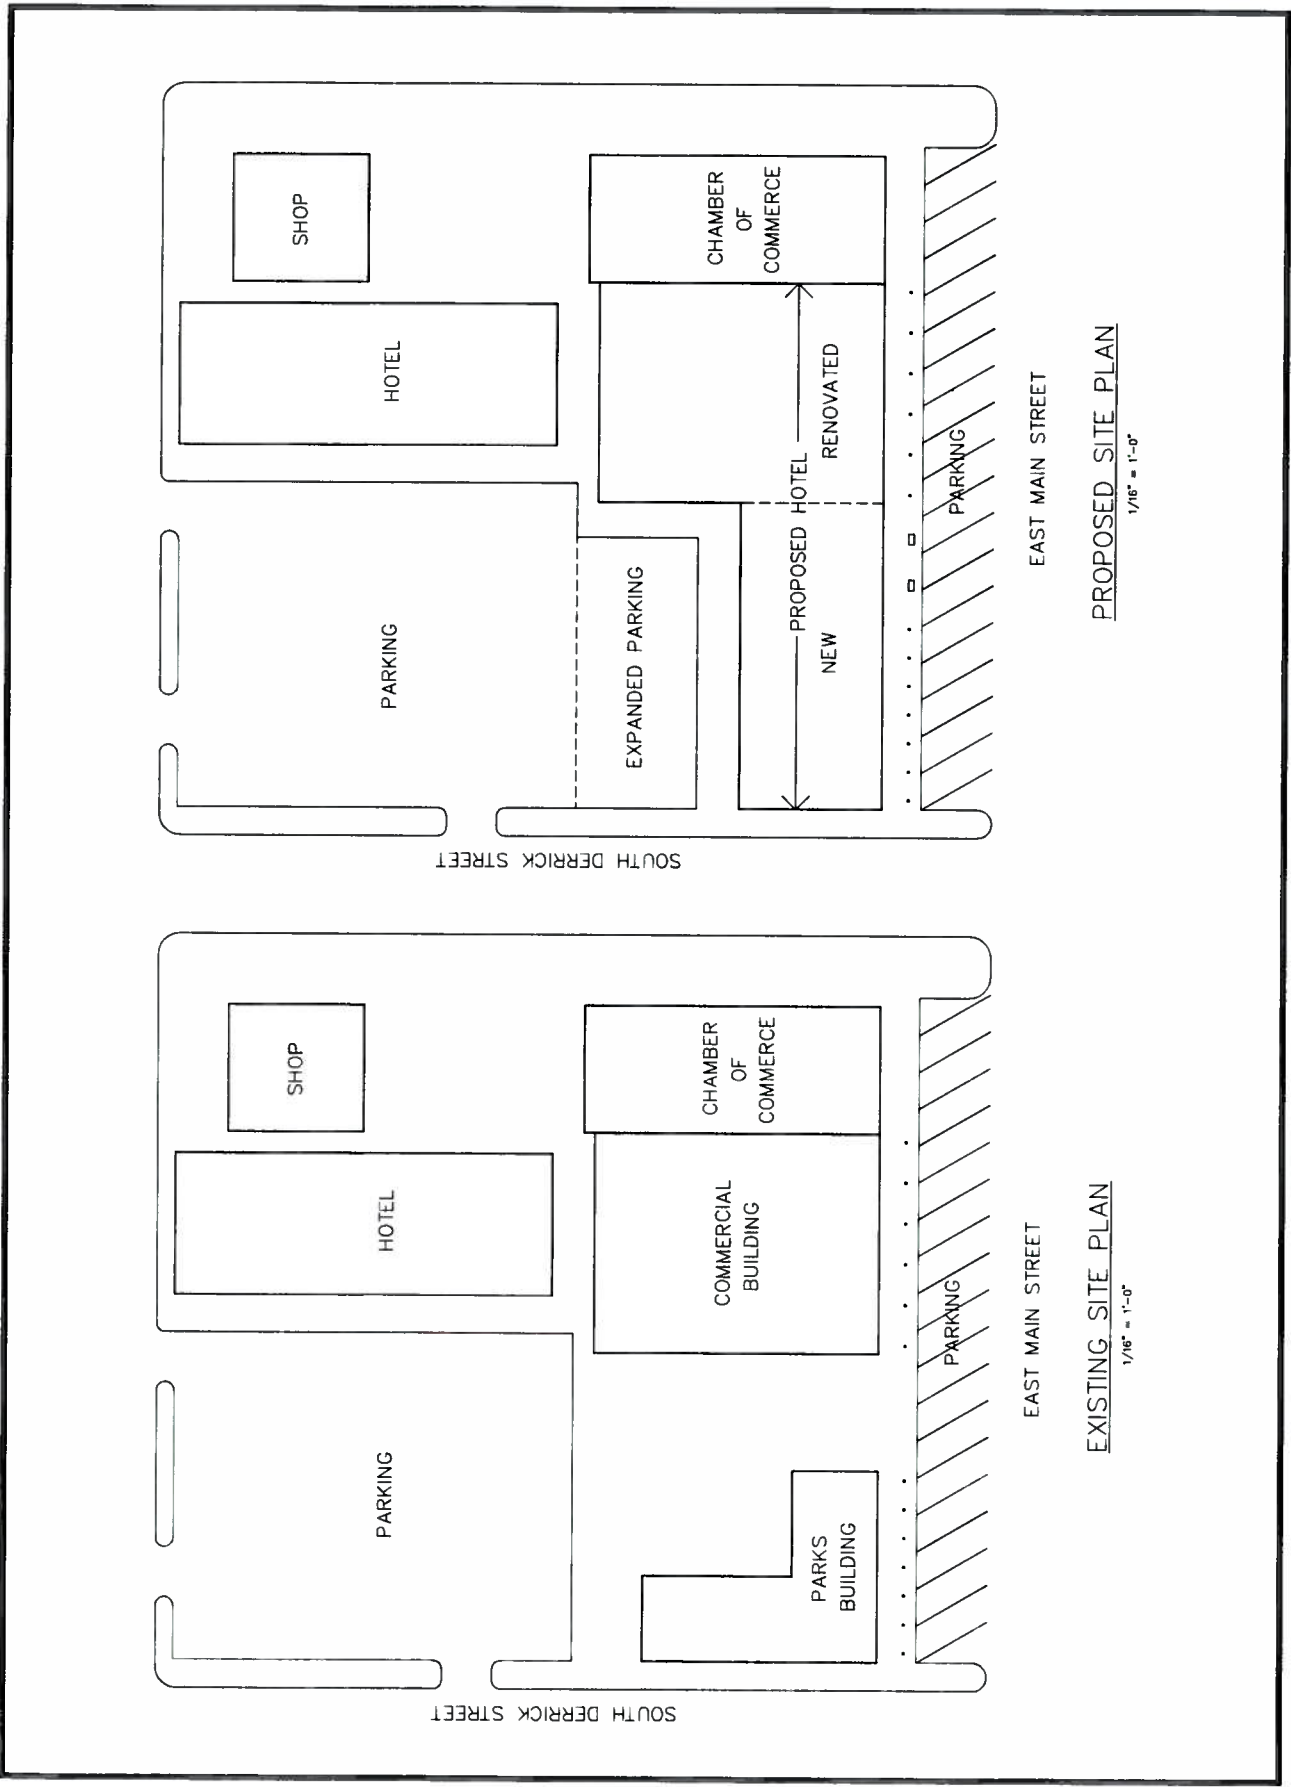 SOUTH DERRICK STREET
PARKING
HOTEL
SHOP
PARKS
BUILDING
COMMERCIAL
BUILDING
CHAMBER
OF
COMMERCE
PARKING
EAST MAIN STREET
EXISTING SITE PLAN
1/16" = 1'-0"
SOUTH DERRICK STREET
PARKING
HOTEL
SHOP
EXPANDED PARKING
CHAMBER
OF
COMMERCE
PROPOSED HOTEL
NEW
RENOVATED
PARKING
EAST MAIN STREET
PROPOSED SITE PLAN
1/16" = 1'-0"